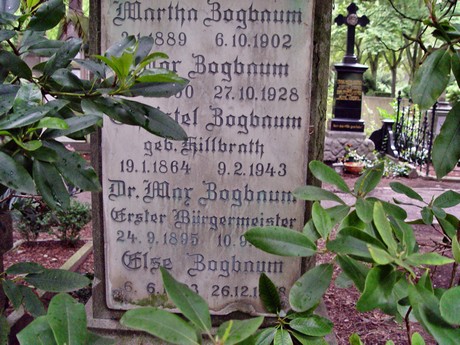 Martha Bogbaum
1889 6.10.1902
Bogbaum
27.10.1928
Bogbaum
geb. Hillbrath
19.1.1864 9.2.1943
Dr. Max Bogbaum
Erster Bürgermeister
24.9.1895 10.
Else Bogbaum
26.12.